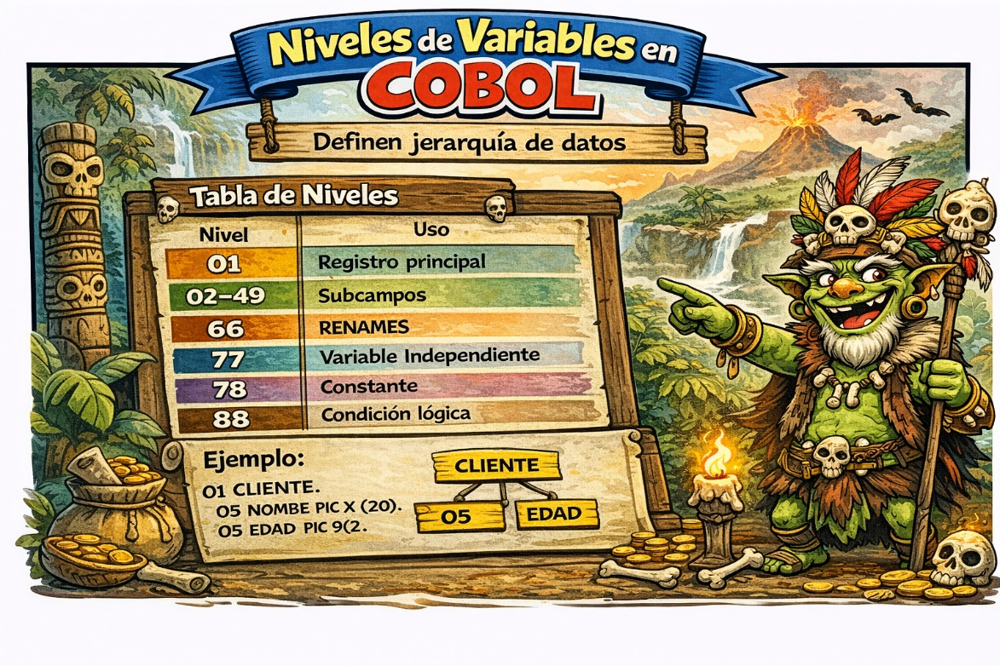 Niveles de Variables en
COBOL
Definen jerarquía de datos
Tabla de Niveles
Nivel Uso
01 Registro principal
02–49 Subcampos
66 RENAMES
77 Variable Independiente
78 Constante
88 Condición lógica
Ejemplo:
01 CLIENTE.
05 NOMBE PIC X (20).
05 EDAD PIC 9(2.
CLIENTE
05 EDAD